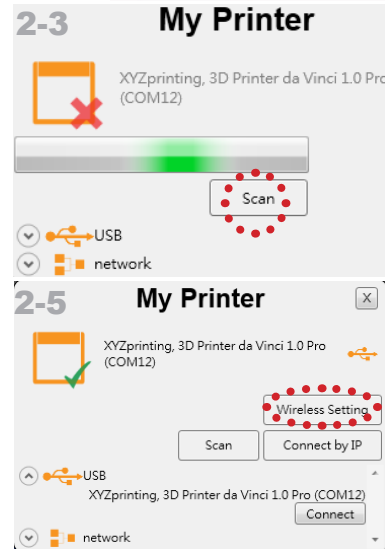 2-3
My Printer
XYZprinting, 3D Printer da Vinci 1.0 Pro
(COM12)
Scan
USB
network
2-5
My Printer
X
XYZprinting, 3D Printer da Vinci 1.0 Pro
(COM12)
Wireless Setting
Scan
Connect by IP
USB
XYZprinting, 3D Printer da Vinci 1.0 Pro (COM12)
Connect
network